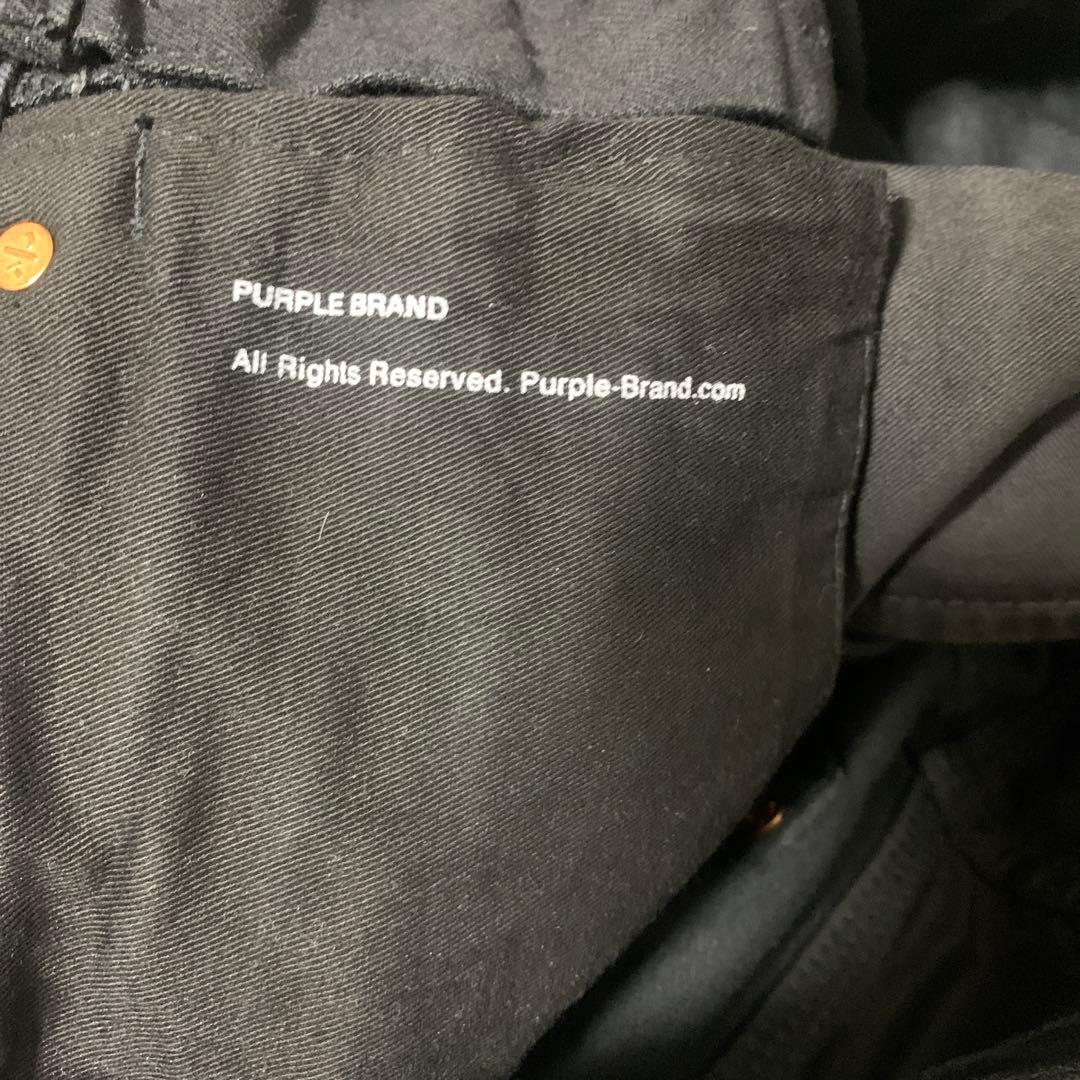 PURPLE BRAND
All Rights Reserved. Purple-Brand.com